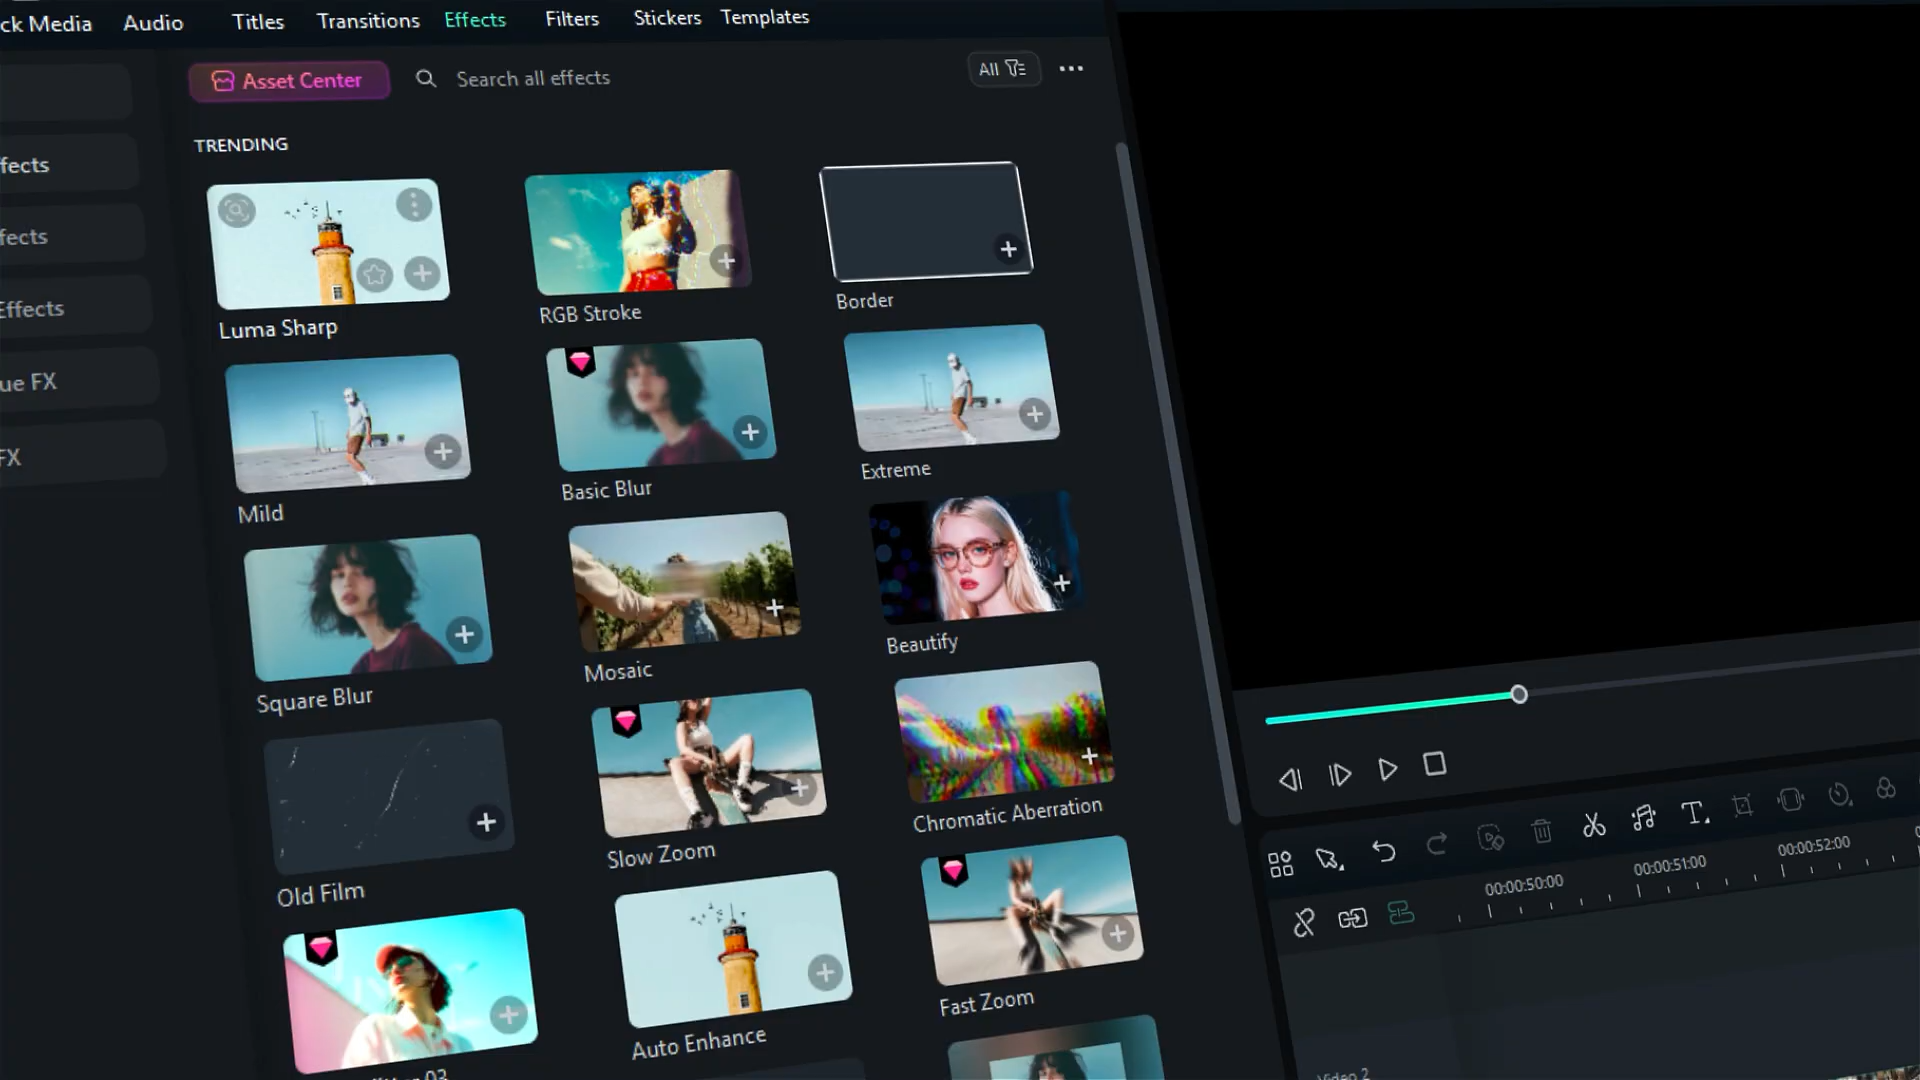 ck Media
Audio
Titles
Transitions
Effects
Filters
Stickers
Templates
Asset Center
Search all effects
All
TRENDING
fects
fects
Effects
ue FX
FX
Luma Sharp
RGB Stroke
Border
Mild
Basic Blur
Extreme
Square Blur
Mosaic
Beautify
Old Film
Slow Zoom
Chromatic Aberration
03
Auto Enhance
Fast Zoom
00:00:50:00
00:00:51:00
00:00:52:00
Video 2